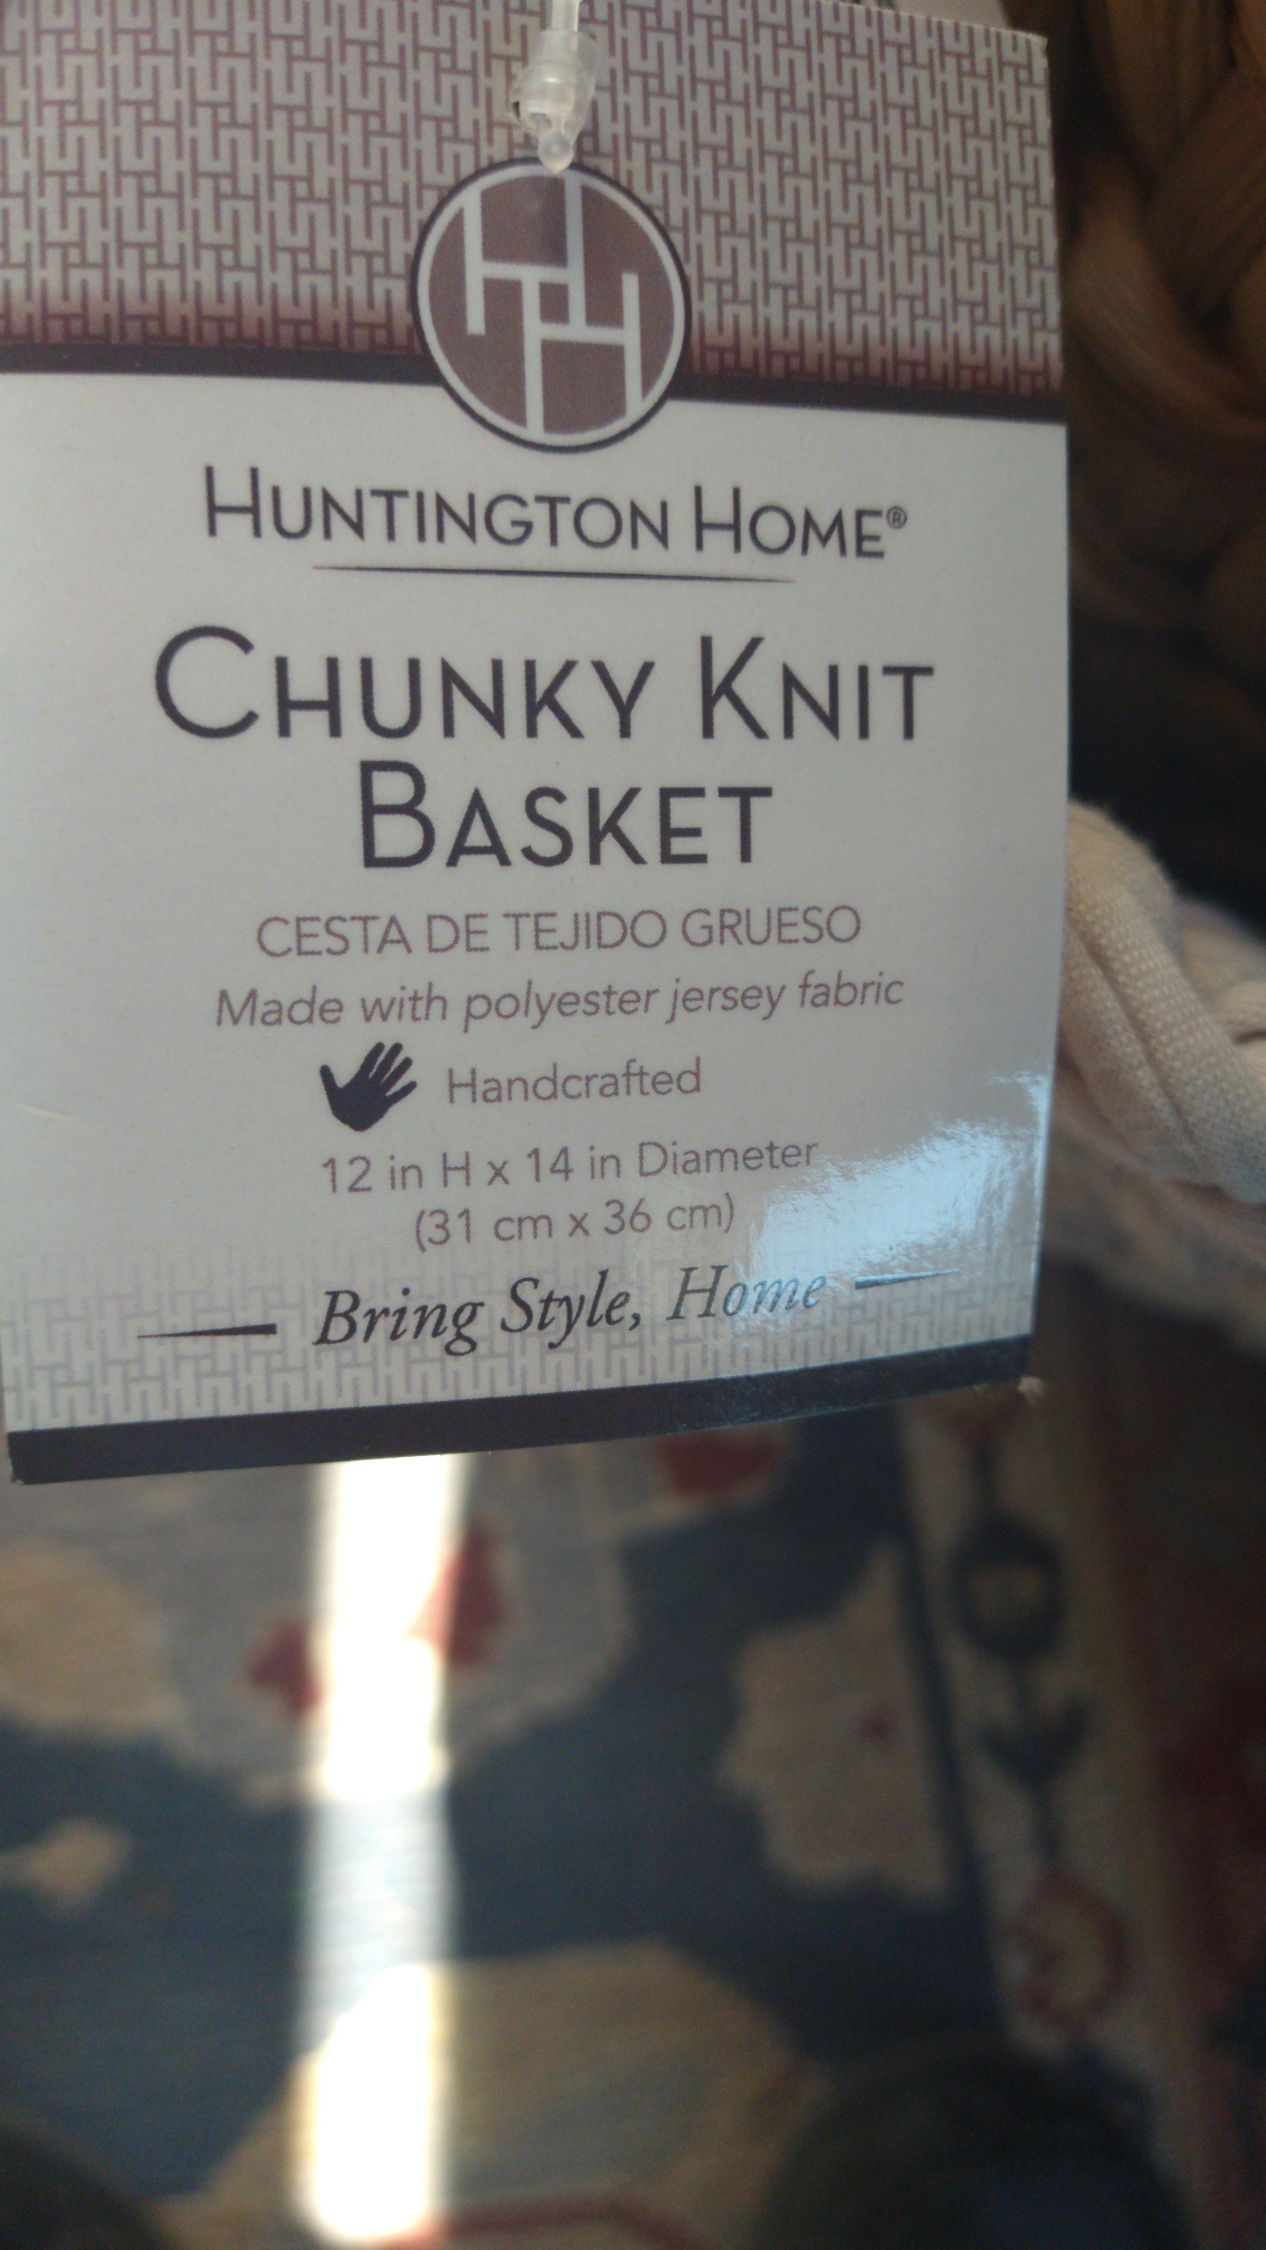 HUNTINGTON HOME®
CHUNKY KNIT
BASKET
CESTA DE TEJIDO GRUESO
Made with polyester jersey fabric
Handcrafted
12 in H x 14 in Diameter
(31 cm x 36 cm)
Bring Style, Home